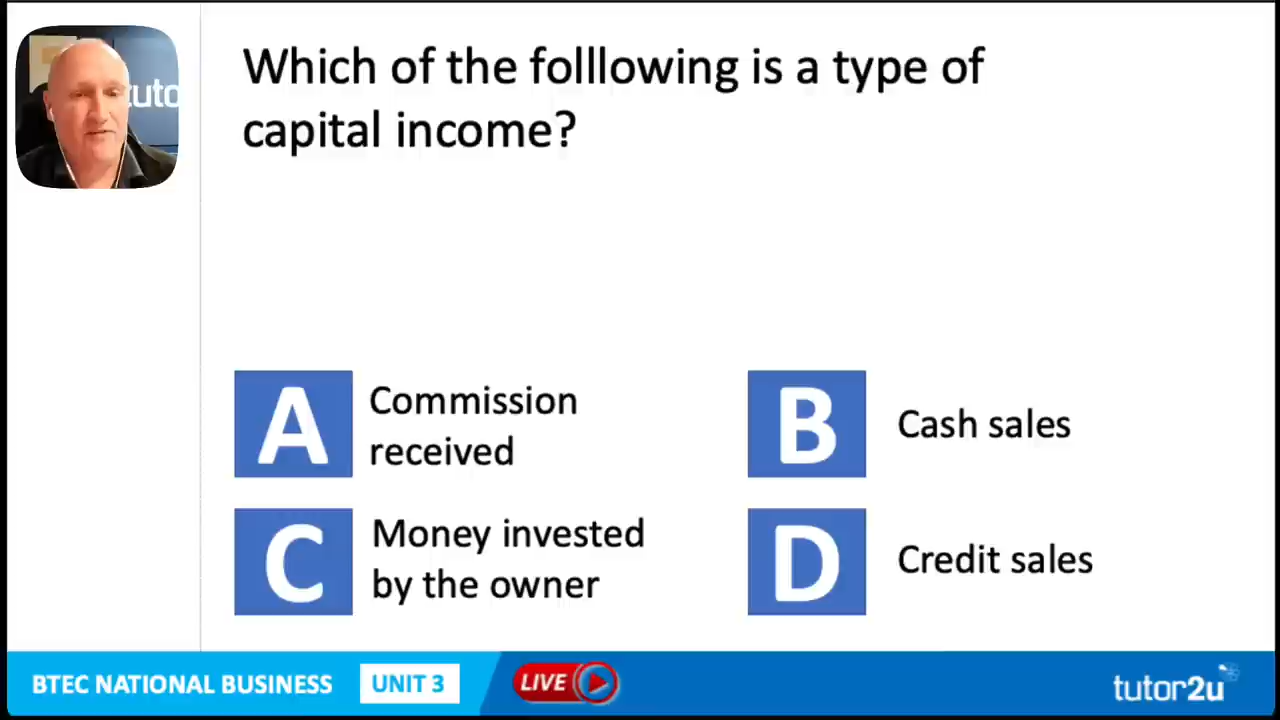 tuto
Which of the folllowing is a type of
capital income?
A
Commission
received
B
Cash sales
C
Money invested
by the owner
D
Credit sales
BTEC NATIONAL BUSINESS
UNIT 3
LIVE
tutor2u